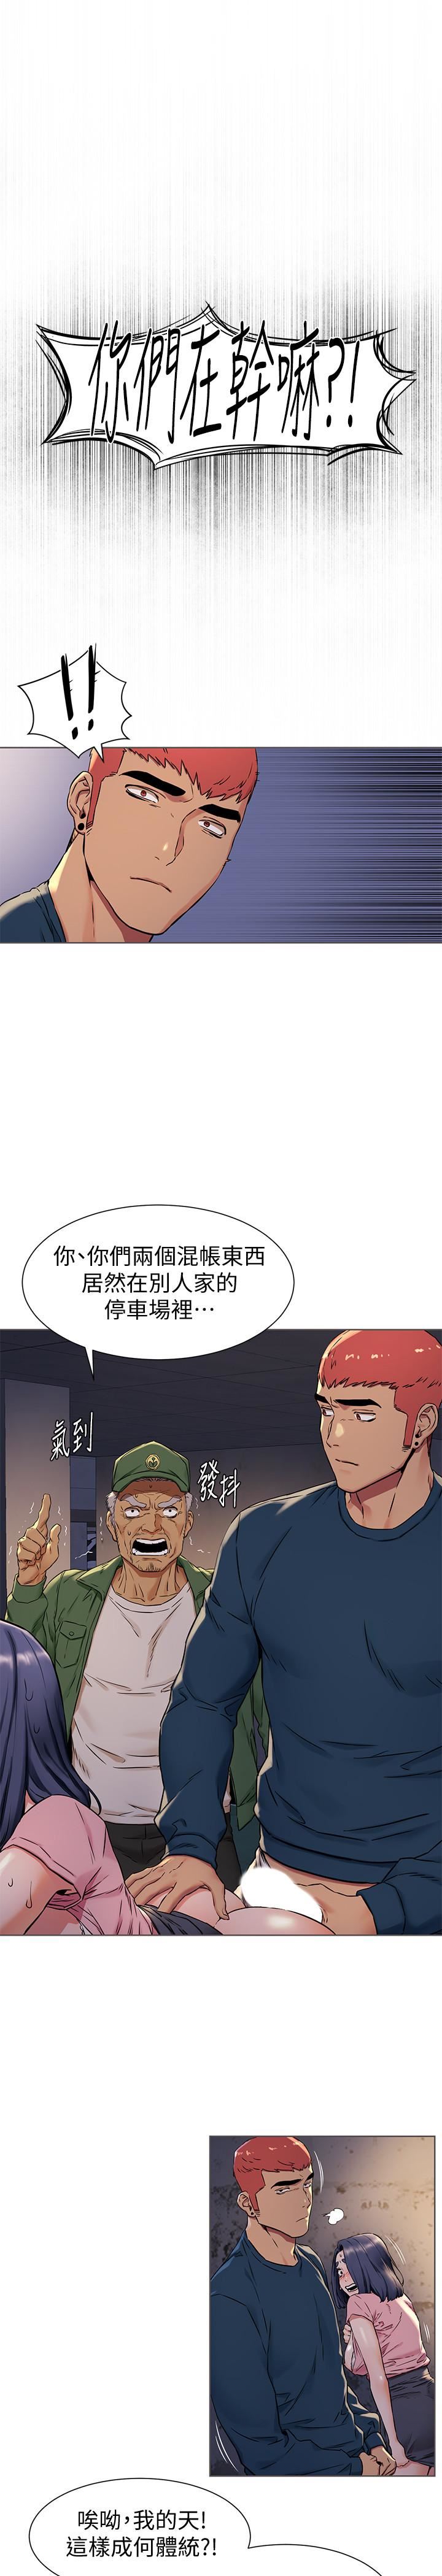 你們在幹嘛?!
!!
你、你們兩個混帳東西
居然在別人家的
停車場裡…
氣到
發抖
唉呦,我的天!
這樣成何體統?!